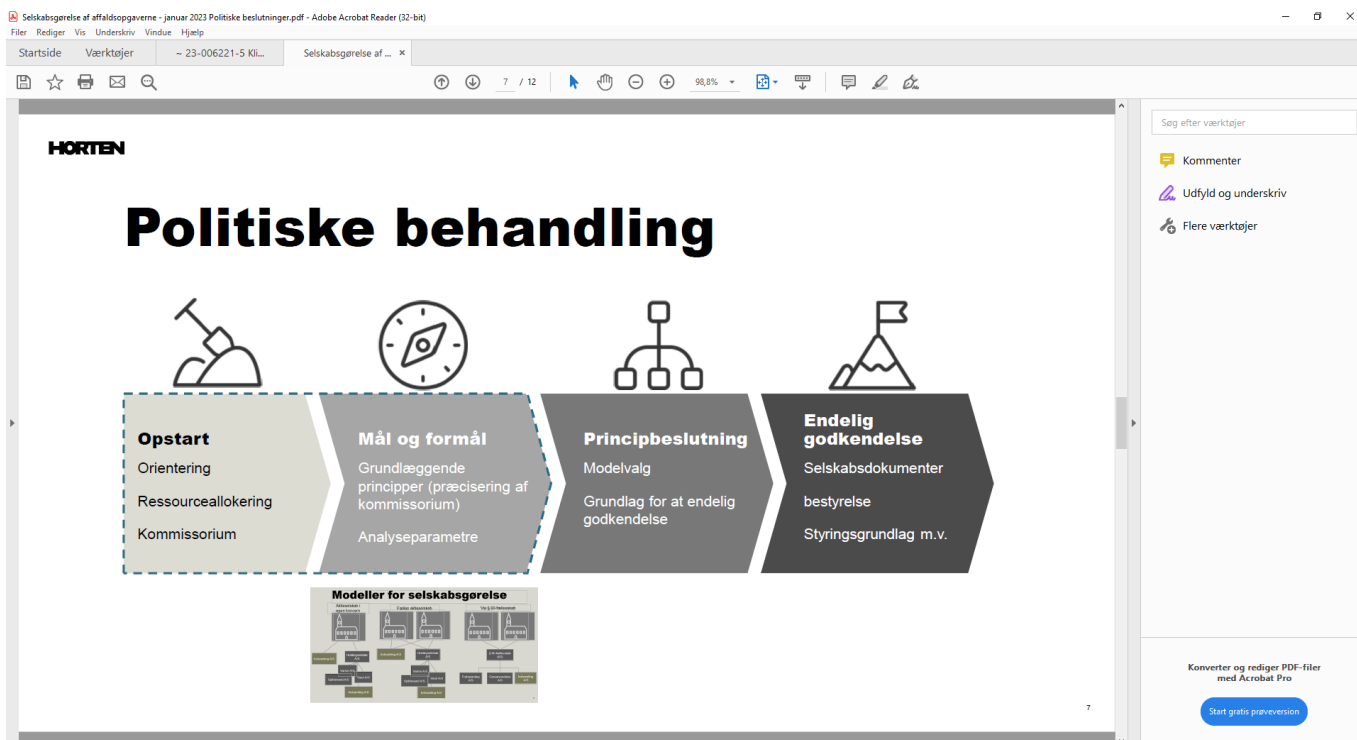 Selskabsgørelse af affaldsopgaverne - januar 2023 Politiske beslutninger.pdf - Adobe Acrobat Reader (32-bit)
Filer Rediger Vis Underskriv Vindue Hjælp
Startside Værktøjer ~ 23-006221-5 Kli... Selskabsgørelse af ... ×
7 / 12 98,8%
Søg efter værktøjer
Kommenter
Udfyld og underskriv
Flere værktøjer
HORTEN
Politiske behandling
Opstart
Orientering
Ressourceallokering
Kommissorium
Mål og formål
Grundlæggende
principper (præcisering af
kommissorium)
Analyseparametre
Principbeslutning
Modelvalg
Grundlag for at endelig
godkendelse
Endelig
godkendelse
Selskabsdokumenter
bestyrelse
Styringsgrundlag m.v.
Modeller for selskabsgørelse
7
Konverter og rediger PDF-filer
med Acrobat Pro
Start gratis prøveversion